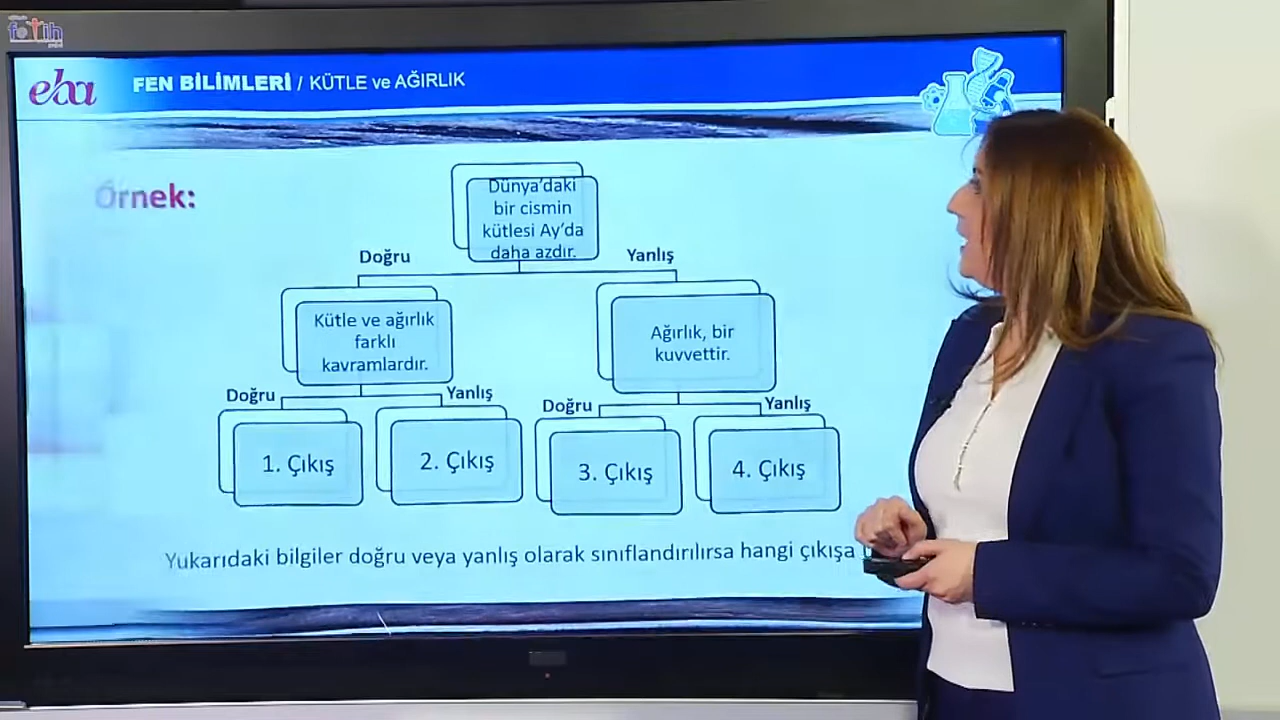 fatih
eba
FEN BİLİMLERİ / KÜTLE ve AĞIRLIK
Örnek:
Dünya'daki
bir cismin
kütlesi Ay'da
daha azdır.
Doğru
Yanlış
Kütle ve ağırlık
farklı
kavramlardır.
Ağırlık, bir
kuvvettir.
Doğru
Yanlış
Doğru
Yanlış
1. Çıkış
2. Çıkış
3. Çıkış
4. Çıkış
Yukarıdaki bilgiler doğru veya yanlış olarak sınıflandırılırsa hangi çıkışa